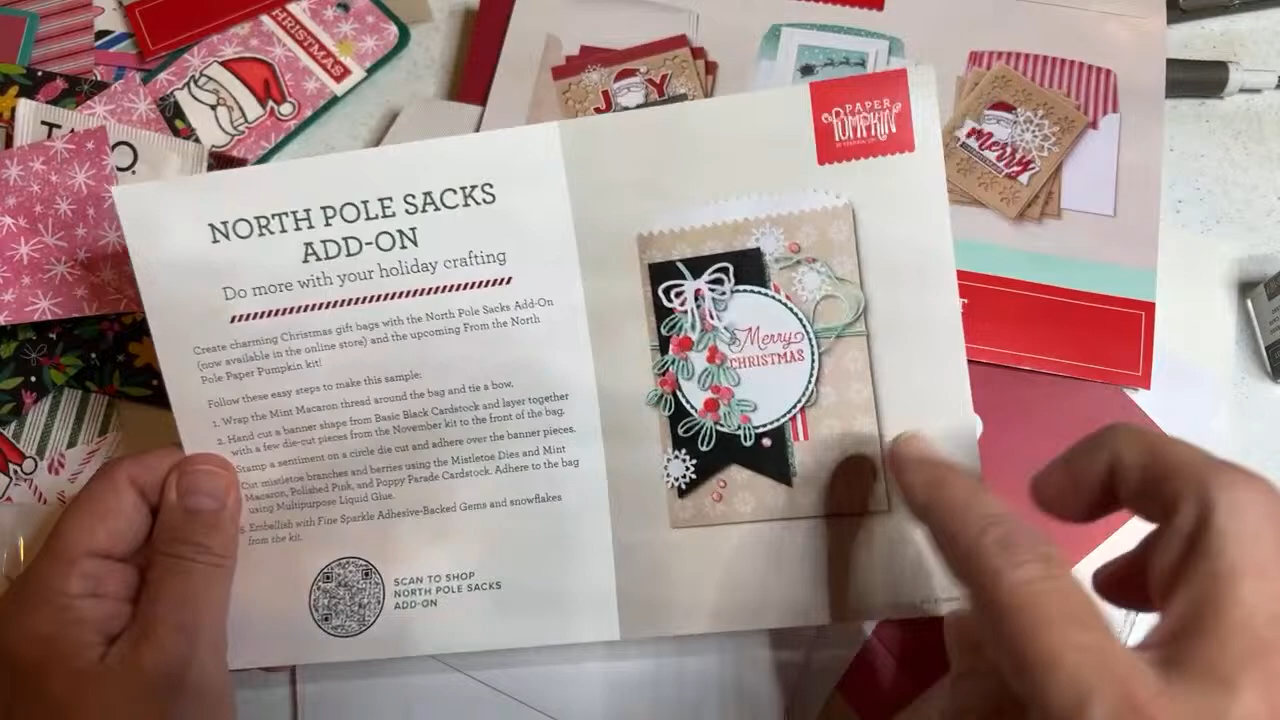 CHRISTMAS
JOY
PAPER
PUMPKIN
BY STAMPIN' UP!
Merry
NORTH POLE SACKS
ADD-ON
Do more with your holiday crafting
Create charming Christmas gift bags with the North Pole Sacks Add-On
(now available in the online store) and the upcoming From the North
Pole Paper Pumpkin kit!
Follow these easy steps to make this sample:
1. Wrap the Mint Macaron thread around the bag and tie a bow.
2. Hand cut a banner shape from Basic Black Cardstock and layer together
with a few die-cut pieces from the November kit to the front of the bag.
Stamp a sentiment on a circle die cut and adhere over the banner pieces.
Cut mistletoe branches and berries using the Mistletoe Dies and Mint
Macaron, Polished Pink, and Poppy Parade Cardstock. Adhere to the bag
using Multipurpose Liquid Glue.
5. Embellish with Fine Sparkle Adhesive-Backed Gems and snowflakes
from the kit.
SCAN TO SHOP
NORTH POLE SACKS
ADD-ON
Merry
CHRISTMAS